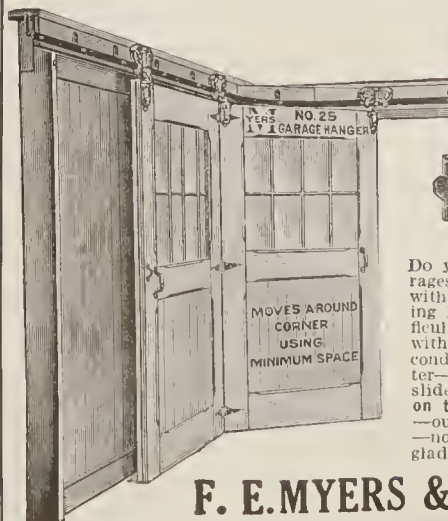 MYERS NO. 25
GARAGE HANGER
MOVES AROUND
CORNER
USING
MINIMUM SPACE
Do y
rages
with
ing
ficul
with
cond
ter—
slide
on t
—ou
—no
glad
F. E. MYERS &